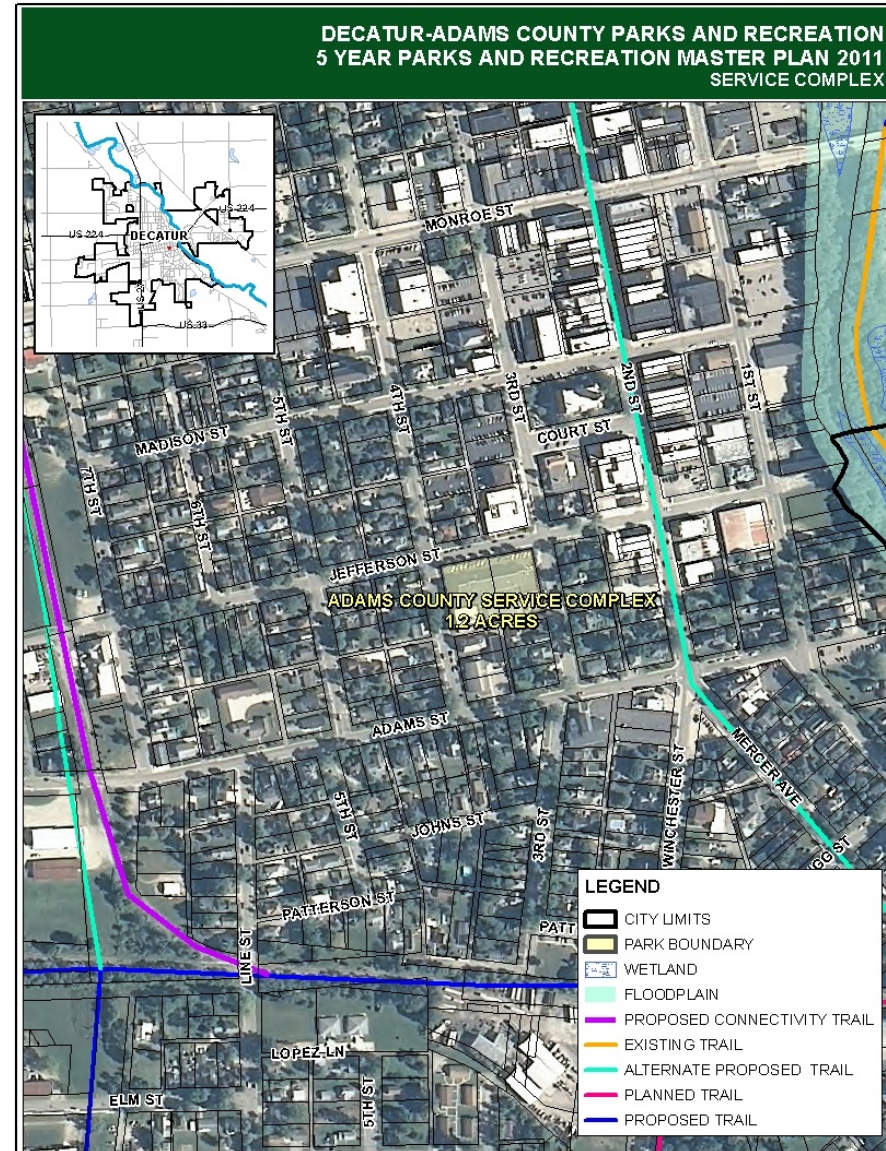 DECATUR-ADAMS COUNTY PARKS AND RECREATION
5 YEAR PARKS AND RECREATION MASTER PLAN 2011
SERVICE COMPLEX
US 224
US 224
DECATUR
US 33
MONROE ST
2ND ST
1ST ST
3RD ST
4TH ST
5TH ST
COURT ST
MADISON ST
7TH ST
6TH ST
JEFFERSON ST
ADAMS COUNTY SERVICE COMPLEX
1.2 ACRES
ADAMS ST
MERCER AVE
WINCHESTER ST
5TH ST
JOHNS ST
3RD ST
GG ST
PATTERSON ST
PATT
LINE ST
LOPEZ LN
ELM ST
5TH ST
LEGEND
CITY LIMITS
PARK BOUNDARY
WETLAND
FLOODPLAIN
PROPOSED CONNECTIVITY TRAIL
EXISTING TRAIL
ALTERNATE PROPOSED TRAIL
PLANNED TRAIL
PROPOSED TRAIL